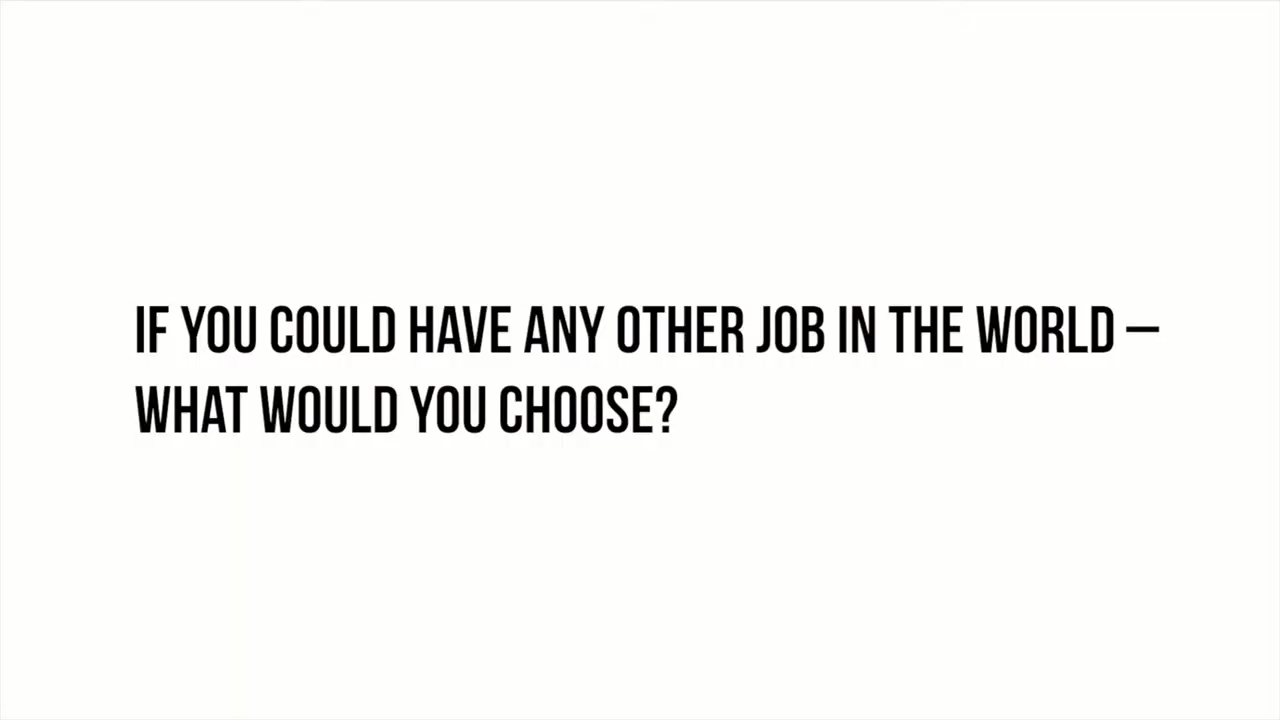 IF YOU COULD HAVE ANY OTHER JOB IN THE WORLD –
WHAT WOULD YOU CHOOSE?